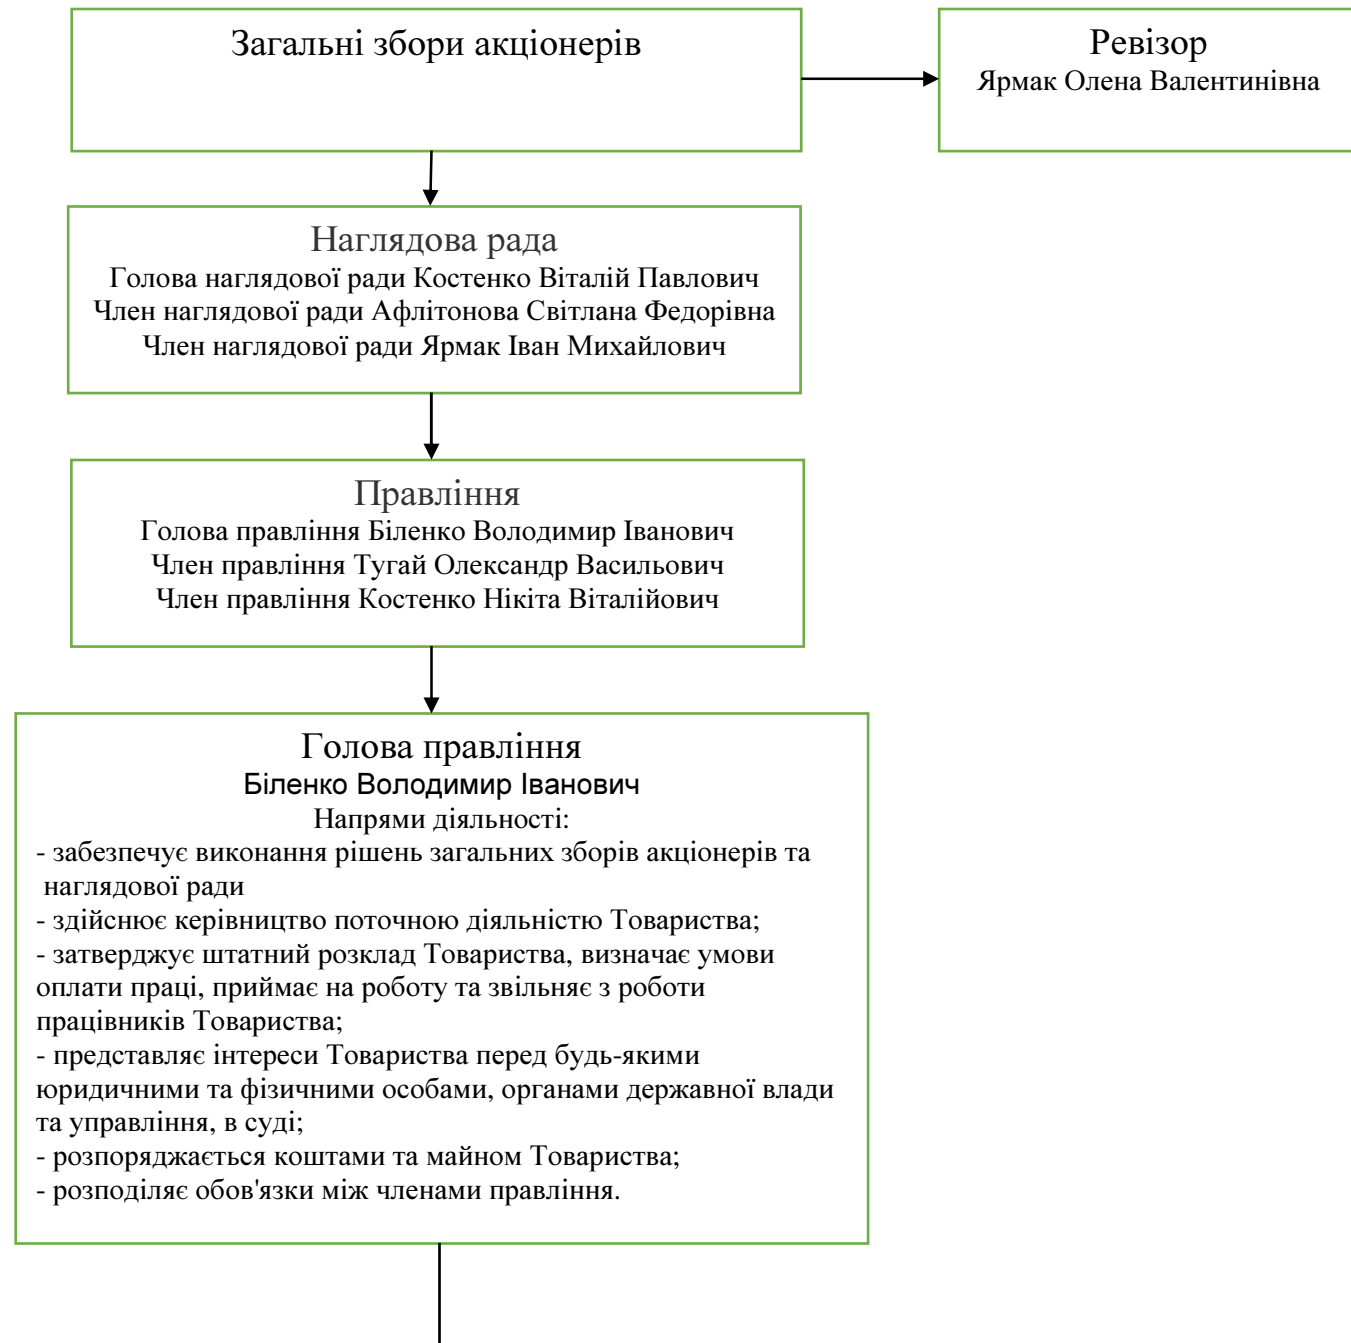 Загальні збори акціонерів
Ревізор
Ярмак Олена Валентинівна
Наглядова рада
Голова наглядової ради Костенко Віталій Павлович
Член наглядової ради Афлітонова Світлана Федорівна
Член наглядової ради Ярмак Іван Михайлович
Правління
Голова правління Біленко Володимир Іванович
Член правління Тугай Олександр Васильович
Член правління Костенко Нікіта Віталійович
Голова правління
Біленко Володимир Іванович
Напрями діяльності:
- забезпечує виконання рішень загальних зборів акціонерів та
наглядової ради
- здійснює керівництво поточною діяльністю Товариства;
- затверджує штатний розклад Товариства, визначає умови
оплати праці, приймає на роботу та звільняє з роботи
працівників Товариства;
- представляє інтереси Товариства перед будь-якими
юридичними та фізичними особами, органами державної влади
та управління, в суді;
- розпоряджається коштами та майном Товариства;
- розподіляє обов'язки між членами правління.